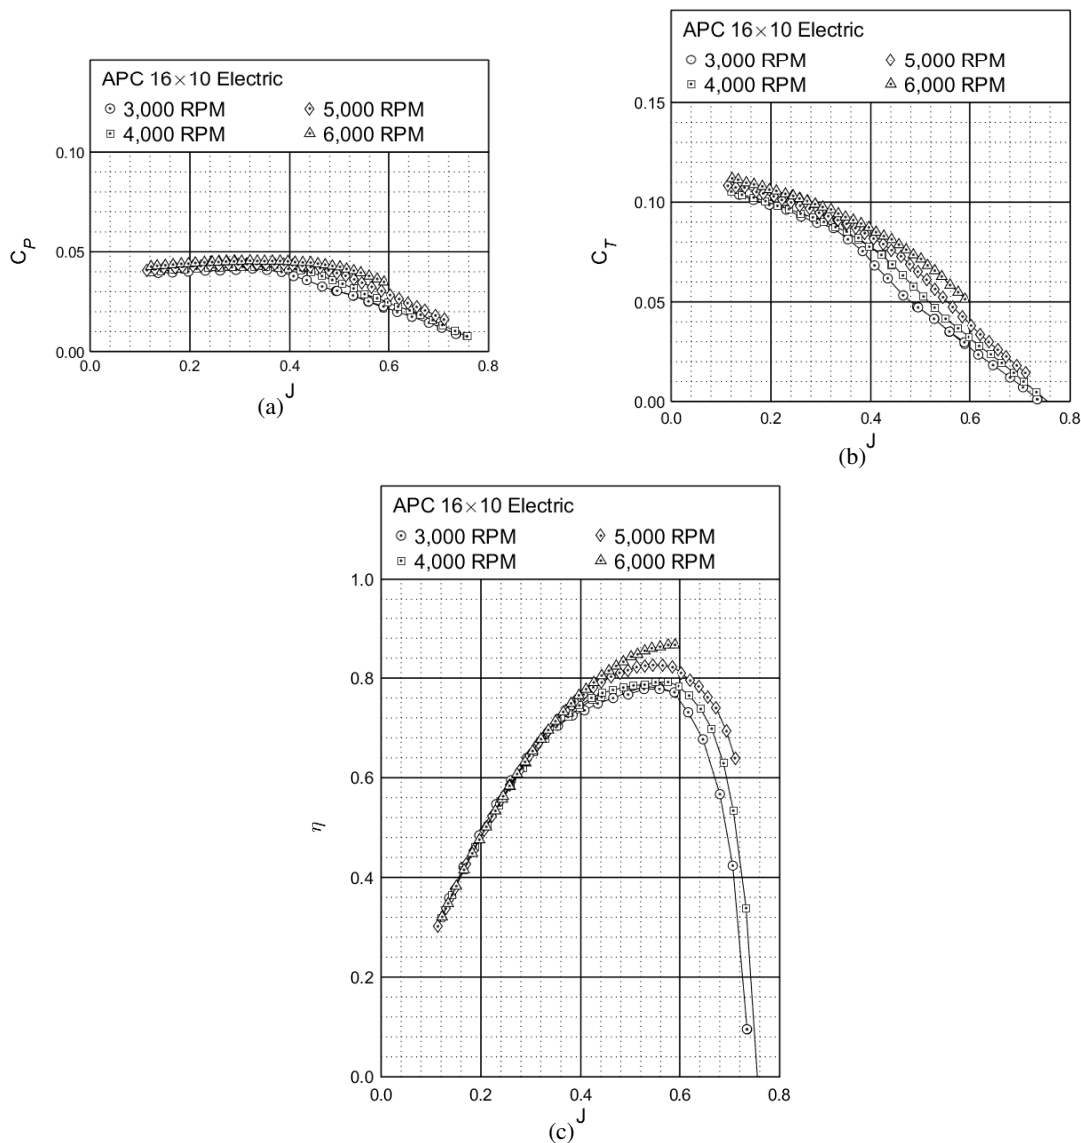 APC 16×10 Electric
3,000 RPM 5,000 RPM
4,000 RPM 6,000 RPM
0.10
0.05
0.00
C_P
0.0 0.2 0.4 0.6 0.8
J
(a)
APC 16×10 Electric
3,000 RPM 5,000 RPM
4,000 RPM 6,000 RPM
0.15
0.10
0.05
0.00
C_T
0.0 0.2 0.4 0.6 0.8
J
(b)
APC 16×10 Electric
3,000 RPM 5,000 RPM
4,000 RPM 6,000 RPM
1.0
0.8
0.6
0.4
0.2
0.0
η
0.0 0.2 0.4 0.6 0.8
J
(c)